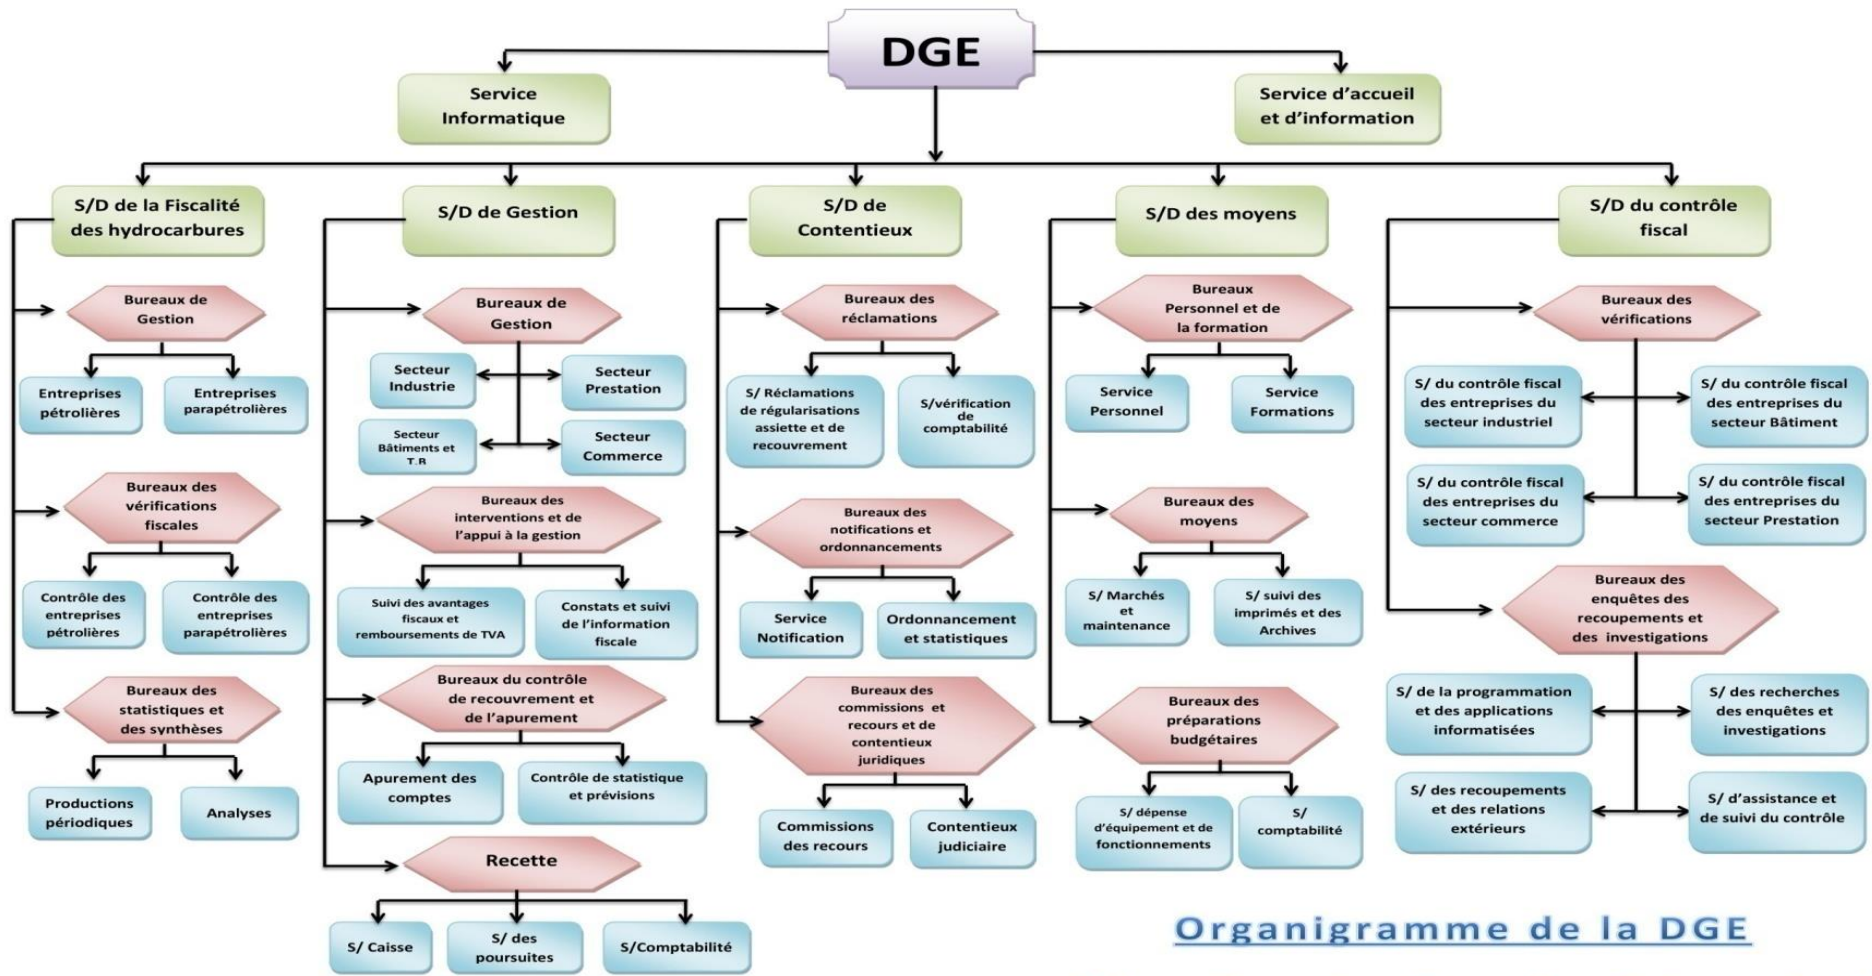 DGE
Service
Informatique
Service d'accueil
et d'information
S/D de la Fiscalité
des hydrocarbures
S/D de Gestion
S/D de
Contentieux
S/D des moyens
S/D du contrôle
fiscal
Bureaux de
Gestion
Entreprises
pétrolières
Entreprises
parapétrolières
Bureaux des
vérifications
fiscales
Contrôle des
entreprises
pétrolières
Contrôle des
entreprises
parapétrolières
Bureaux des
statistiques et
des synthèses
Productions
périodiques
Analyses
Bureaux de
Gestion
Secteur
Industrie
Secteur
Prestation
Secteur
Bâtiments et
T.R
Secteur
Commerce
Bureaux des
interventions et de
l'appui à la gestion
Suivi des avantages
fiscaux et
remboursements de TVA
Constats et suivi
de l'information
fiscale
Bureaux du contrôle
de recouvrement et
de l'apurement
Apurement des
comptes
Contrôle de statistique
et prévisions
Recette
S/ Caisse
S/ des
poursuites
S/Comptabilité
Bureaux des
réclamations
S/ Réclamations
de régularisations
assiette et de
recouvrement
S/vérification
de
comptabilité
Bureaux des
notifications et
ordonnancements
Service
Notification
Ordonnancement
et statistiques
Bureaux des
commissions et
recours et de
contentieux
juridiques
Commissions
des recours
Contentieux
judiciaire
Bureaux
Personnel et de
la formation
Service
Personnel
Service
Formations
Bureaux des
moyens
S/ Marchés
et
maintenance
S/ suivi des
imprimés et des
Archives
Bureaux des
préparations
budgétaires
S/ dépense
d'équipement et de
fonctionnements
S/
comptabilité
Bureaux des
vérifications
S/ du contrôle fiscal
des entreprises du
secteur industriel
S/ du contrôle fiscal
des entreprises du
secteur Bâtiment
S/ du contrôle fiscal
des entreprises du
secteur commerce
S/ du contrôle fiscal
des entreprises du
secteur Prestation
Bureaux des
enquêtes des
recoupements et
des investigations
S/ de la programmation
et des applications
informatisées
S/ des recherches
des enquêtes et
investigations
S/ des recoupements
et des relations
extérieurs
S/ d'assistance et
de suivi du contrôle
Organigramme de la DGE